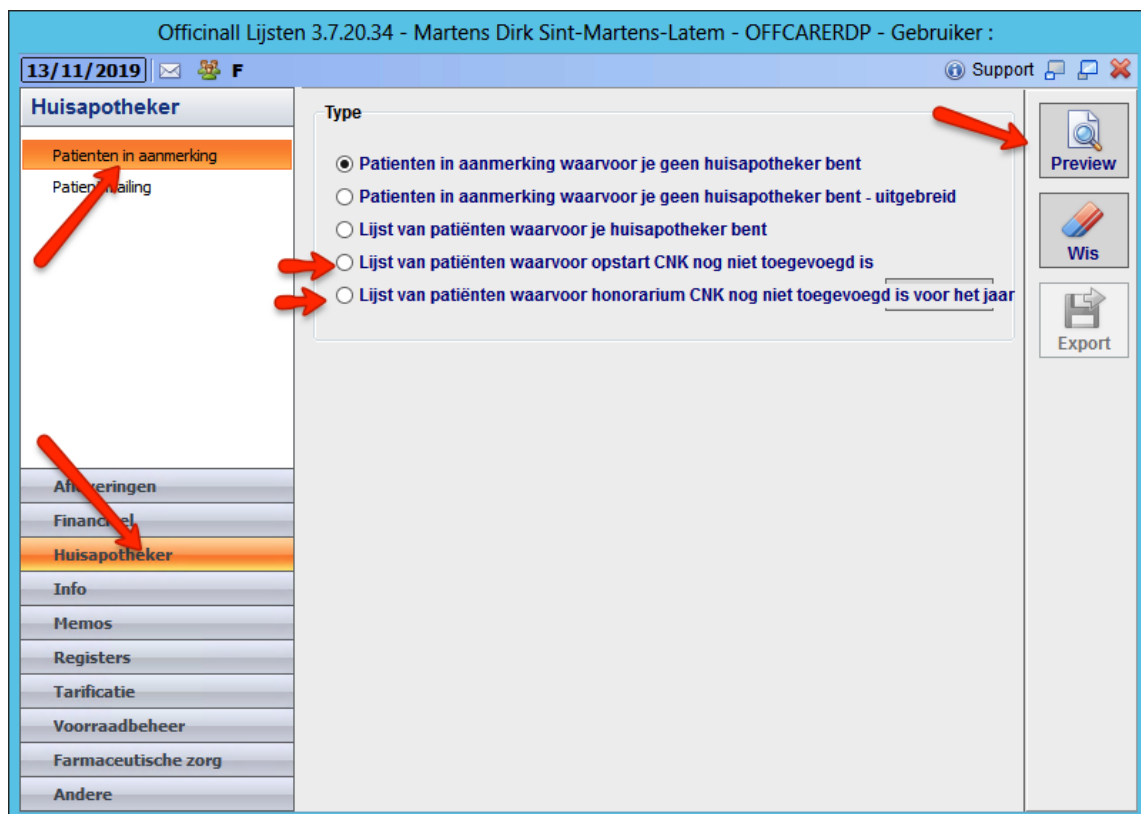 Officinall Lijsten 3.7.20.34 - Martens Dirk Sint-Martens-Latem - OFFCARERDP - Gebruiker :
13/11/2019 F Support
Huisapotheker
Patienten in aanmerking
Type
Patienten in aanmerking waarvoor je geen huisapotheker bent
Patienten in aanmerking waarvoor je geen huisapotheker bent - uitgebreid
Lijst van patiënten waarvoor je huisapotheker bent
Lijst van patiënten waarvoor opstart CNK nog niet toegevoegd is
Lijst van patiënten waarvoor honorarium CNK nog niet toegevoegd is voor het jaar
Preview
Wis
Export
Huisapotheker
Info
Memos
Registers
Tarificatie
Voorraadbeheer
Farmaceutische zorg
Andere